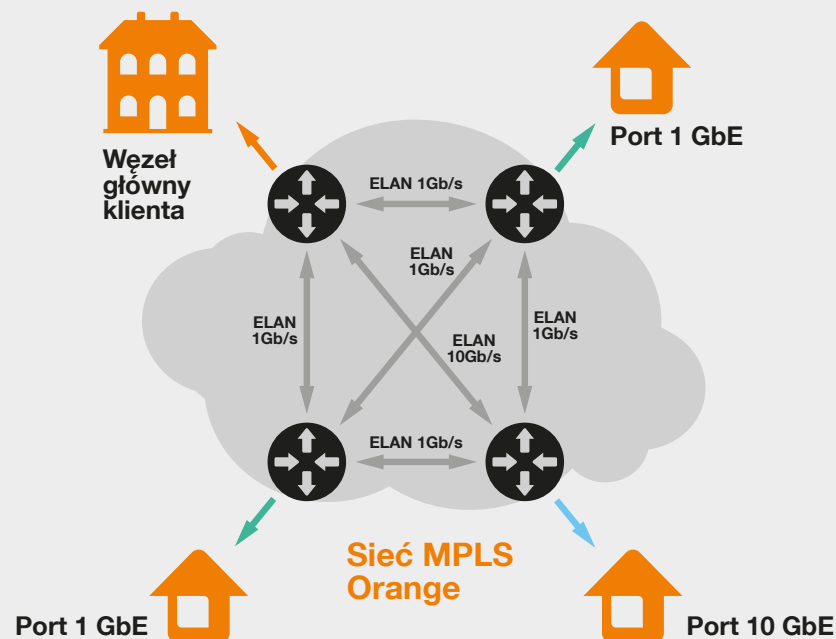 Węzeł
główny
klienta
Port 1 GbE
ELAN 1Gb/s
ELAN
1Gb/s
ELAN
1Gb/s
ELAN
10Gb/s
ELAN
1Gb/s
ELAN 1Gb/s
Sieć MPLS
Orange
Port 1 GbE
Port 10 GbE